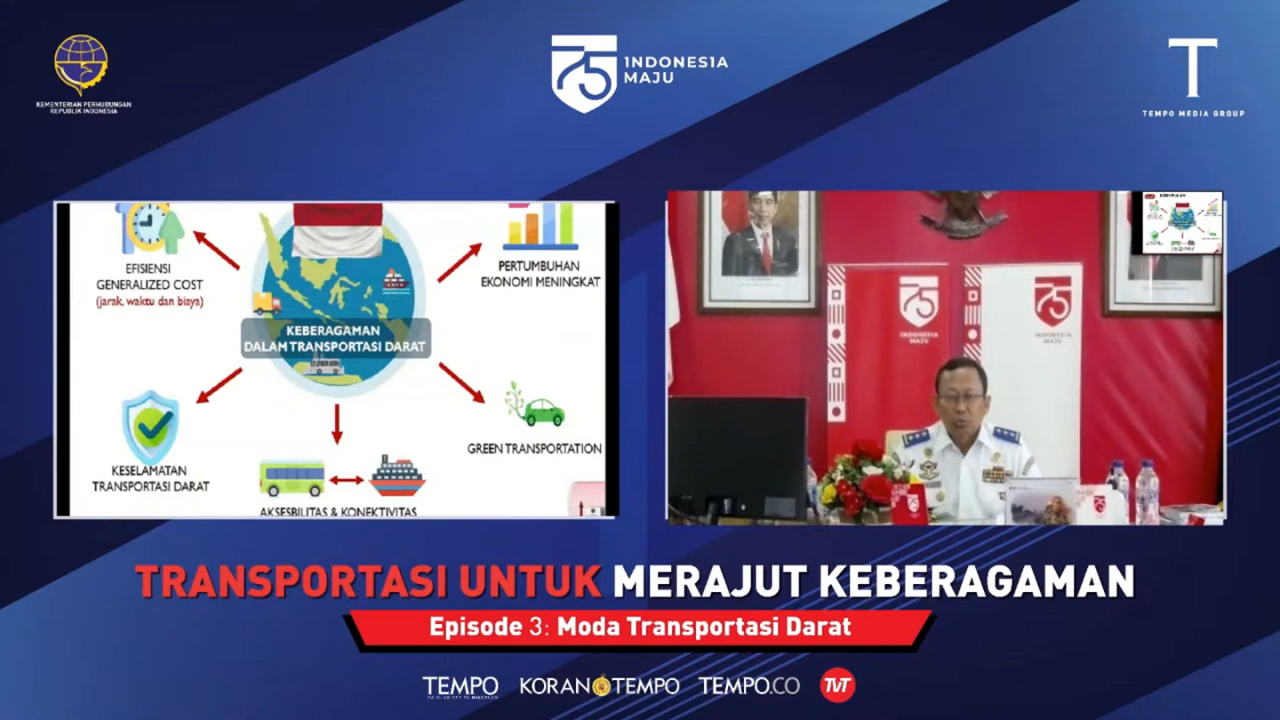 KEMENTERIAN PERHUBUNGAN
REPUBLIK INDONESIA
75
INDONESIA
MAJU
T
TEMPO MEDIA GROUP
EFISIENSI
GENERALIZED COST
(jarak, waktu dan biaya)
PERTUMBUHAN
EKONOMI MENINGKAT
KEBERAGAMAN
DALAM TRANSPORTASI DARAT
KESELAMATAN
TRANSPORTASI DARAT
GREEN TRANSPORTATION
AKSESBILITAS & KONEKTIVITAS
75
INDONESIA
MAJU
75
INDONESIA
MAJU
TRANSPORTASI UNTUK MERAJUT KEBERAGAMAN
Episode 3: Moda Transportasi Darat
TEMPO
KORAN TEMPO
TEMPO.CO
TVT